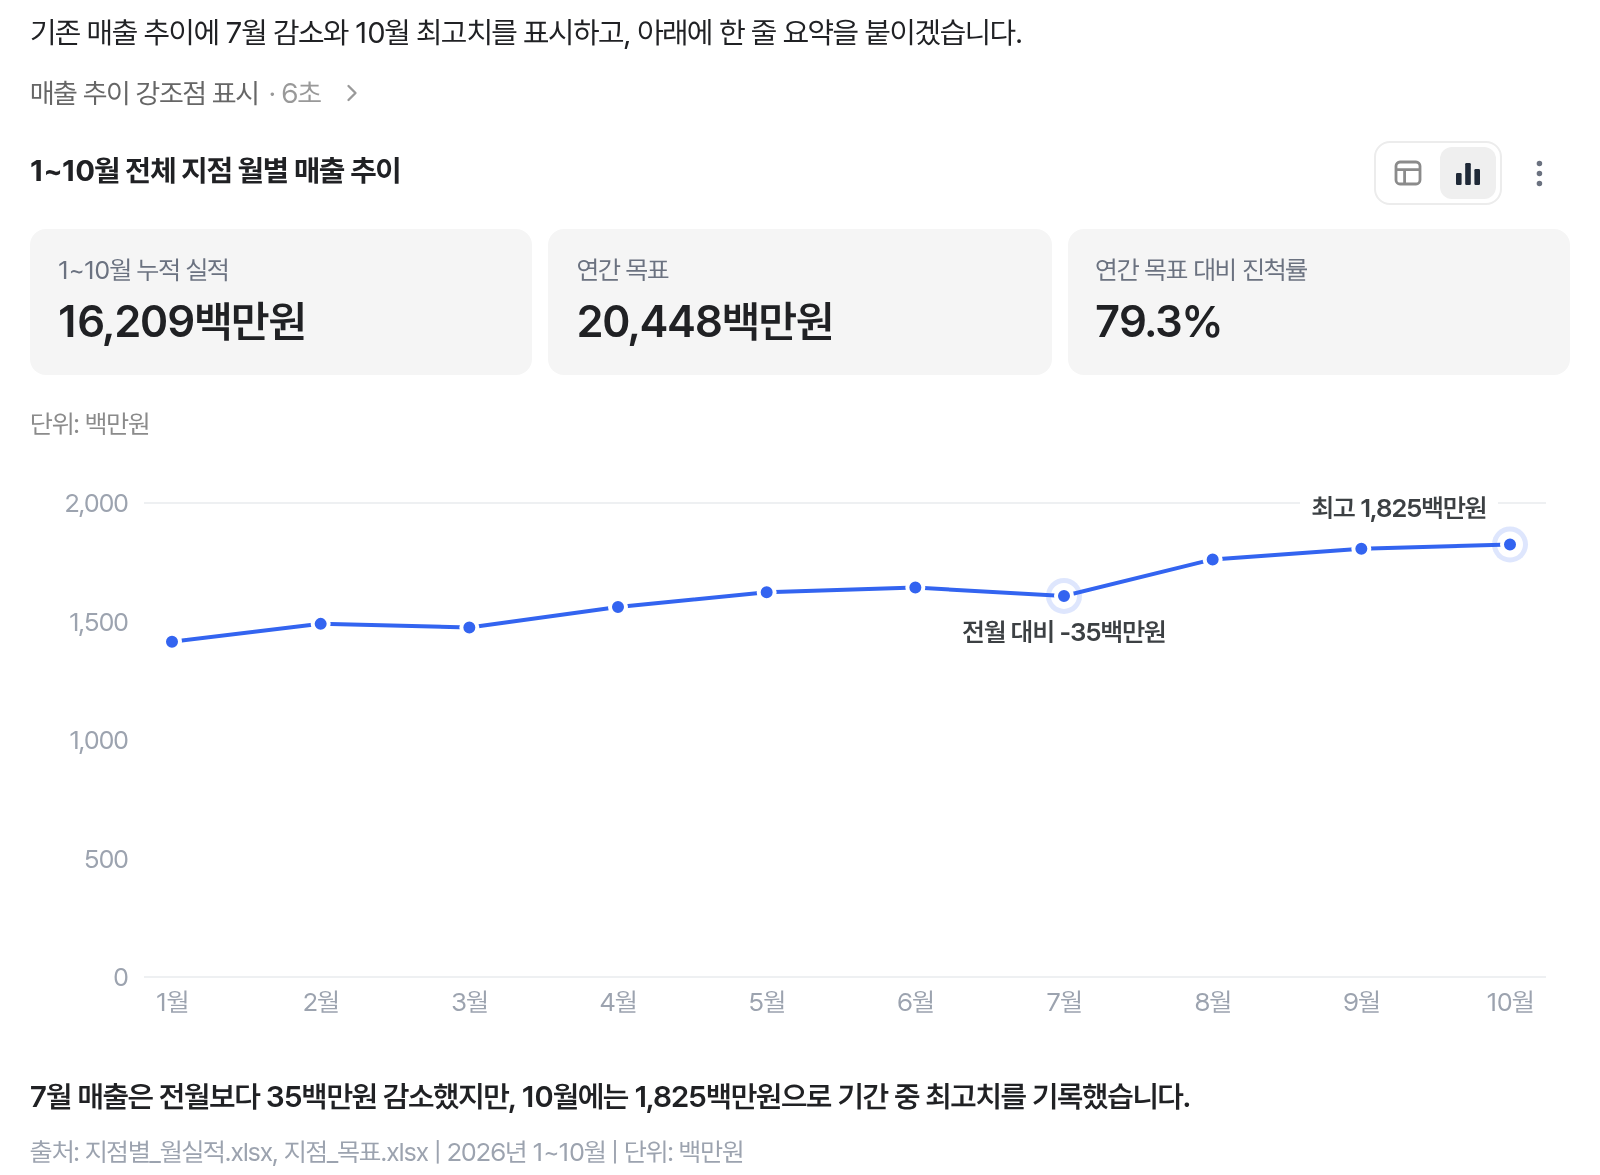 기존 매출 추이에 7월 감소와 10월 최고치를 표시하고, 아래에 한 줄 요약을 붙이겠습니다.
매출 추이 강조점 표시 · 6초
1~10월 전체 지점 월별 매출 추이
1~10월 누적 실적
16,209백만원
연간 목표
20,448백만원
연간 목표 대비 진척률
79.3%
단위: 백만원
2,000
최고 1,825백만원
1,500
전월 대비 -35백만원
1,000
500
0
1월 2월 3월 4월 5월 6월 7월 8월 9월 10월
7월 매출은 전월보다 35백만원 감소했지만, 10월에는 1,825백만원으로 기간 중 최고치를 기록했습니다.
출처: 지점별_월실적.xlsx, 지점_목표.xlsx | 2026년 1~10월 | 단위: 백만원